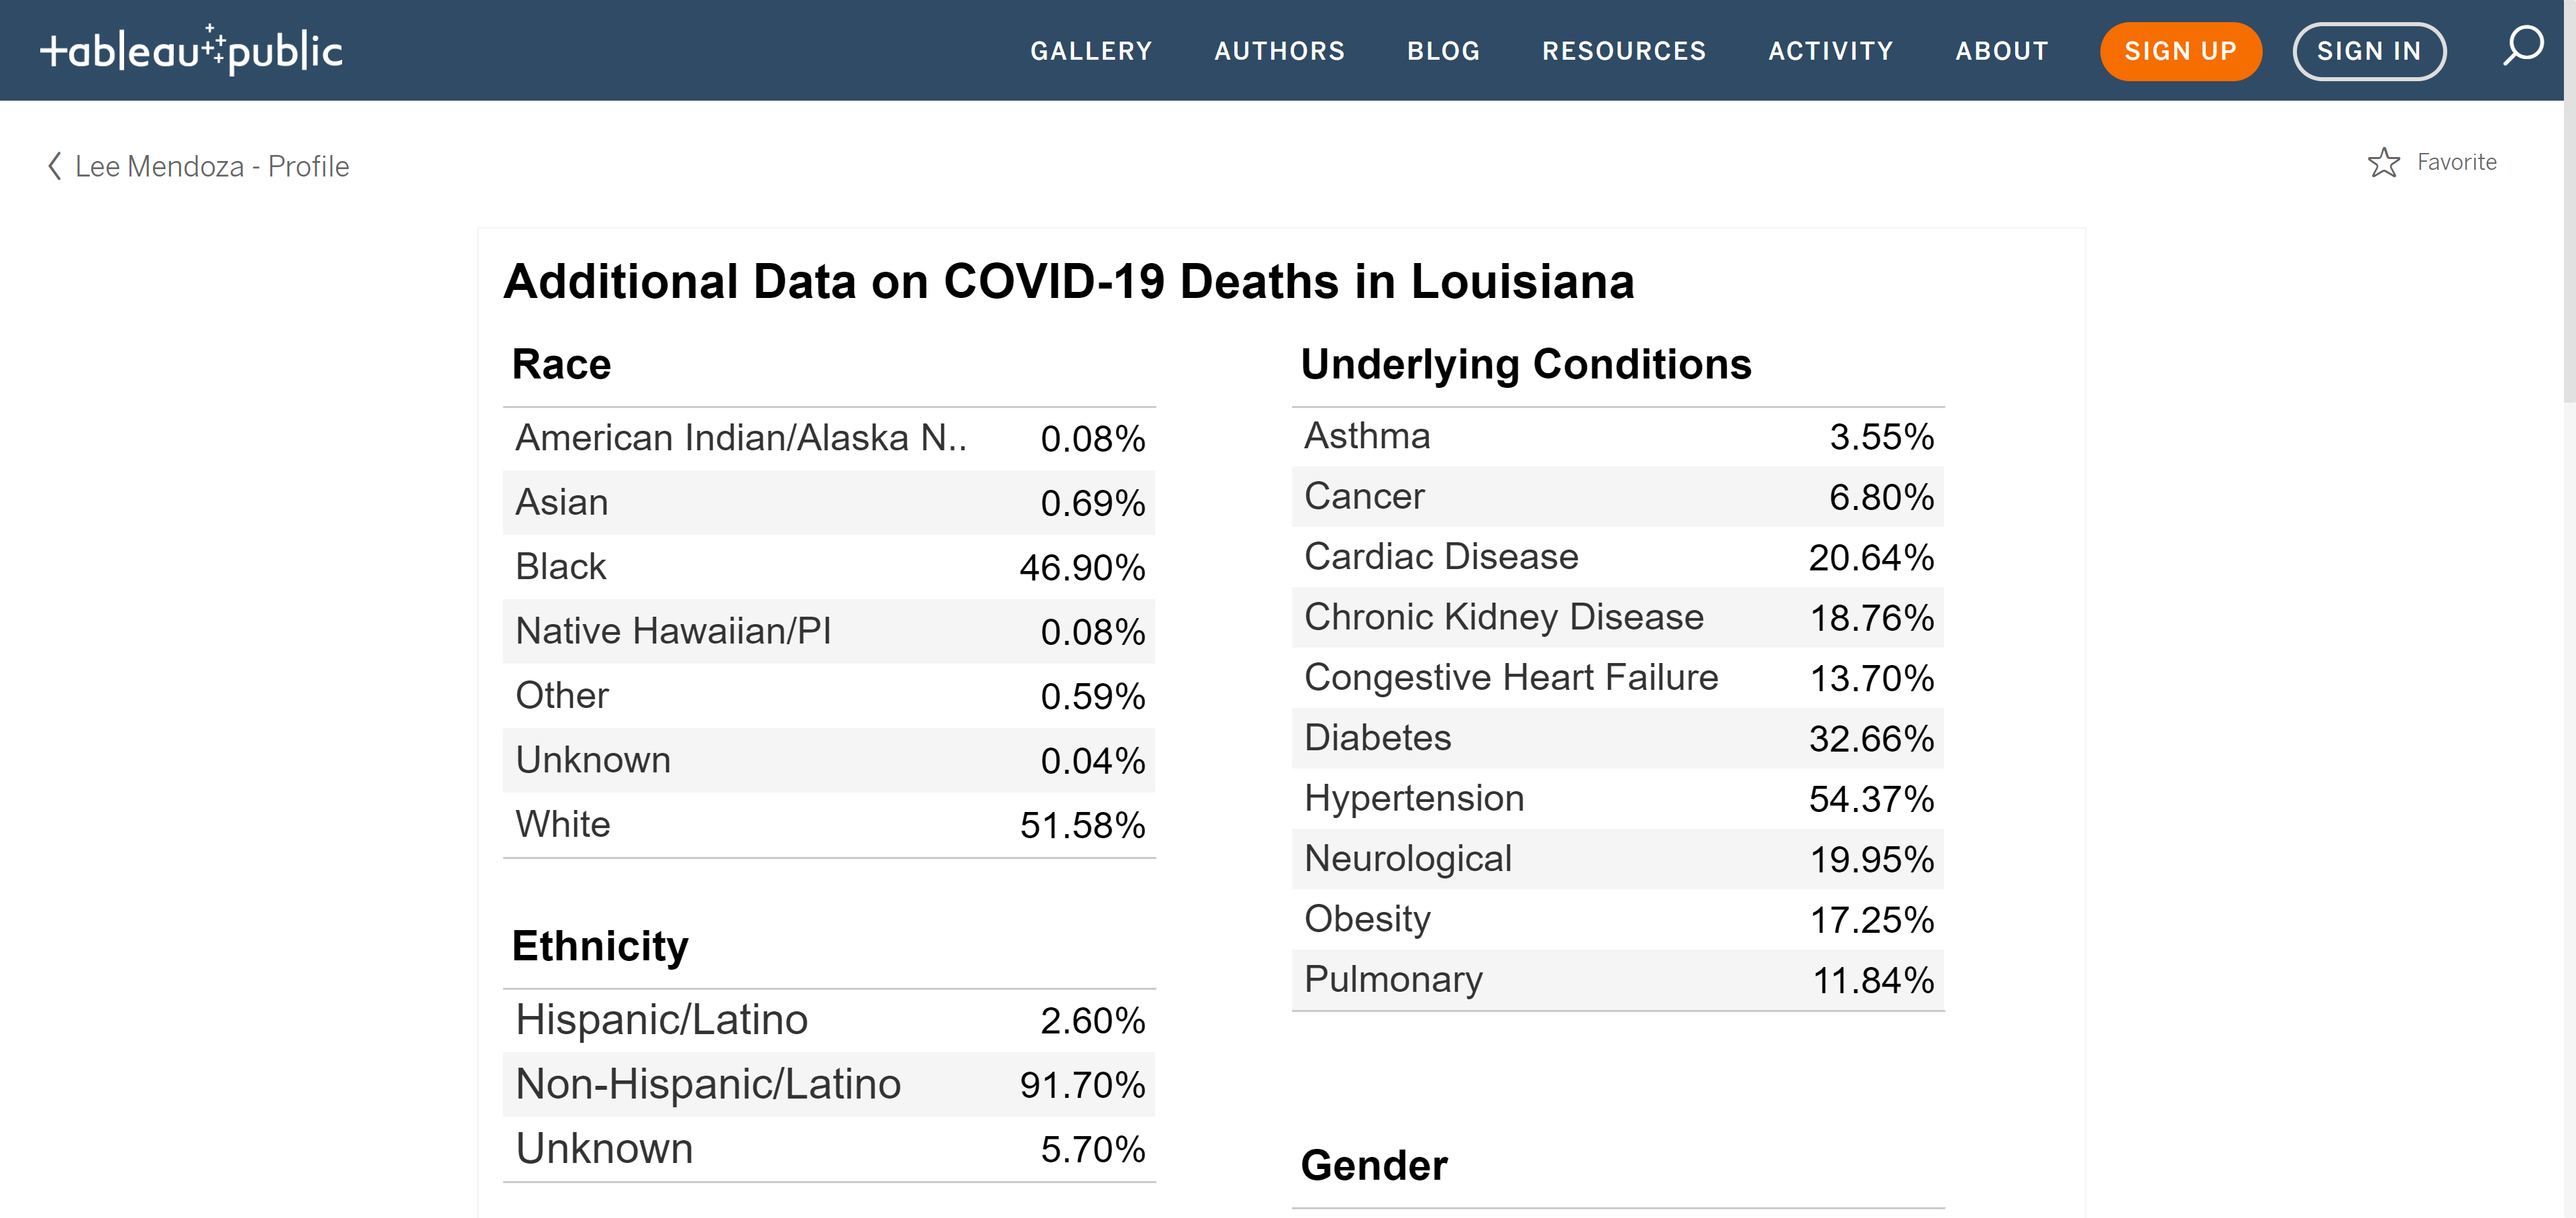 tableau public
GALLERY AUTHORS BLOG RESOURCES ACTIVITY ABOUT SIGN UP SIGN IN
Lee Mendoza - Profile
Favorite
Additional Data on COVID-19 Deaths in Louisiana
Race
American Indian/Alaska N.. 0.08%
Asian 0.69%
Black 46.90%
Native Hawaiian/PI 0.08%
Other 0.59%
Unknown 0.04%
White 51.58%
Ethnicity
Hispanic/Latino 2.60%
Non-Hispanic/Latino 91.70%
Unknown 5.70%
Underlying Conditions
Asthma 3.55%
Cancer 6.80%
Cardiac Disease 20.64%
Chronic Kidney Disease 18.76%
Congestive Heart Failure 13.70%
Diabetes 32.66%
Hypertension 54.37%
Neurological 19.95%
Obesity 17.25%
Pulmonary 11.84%
Gender